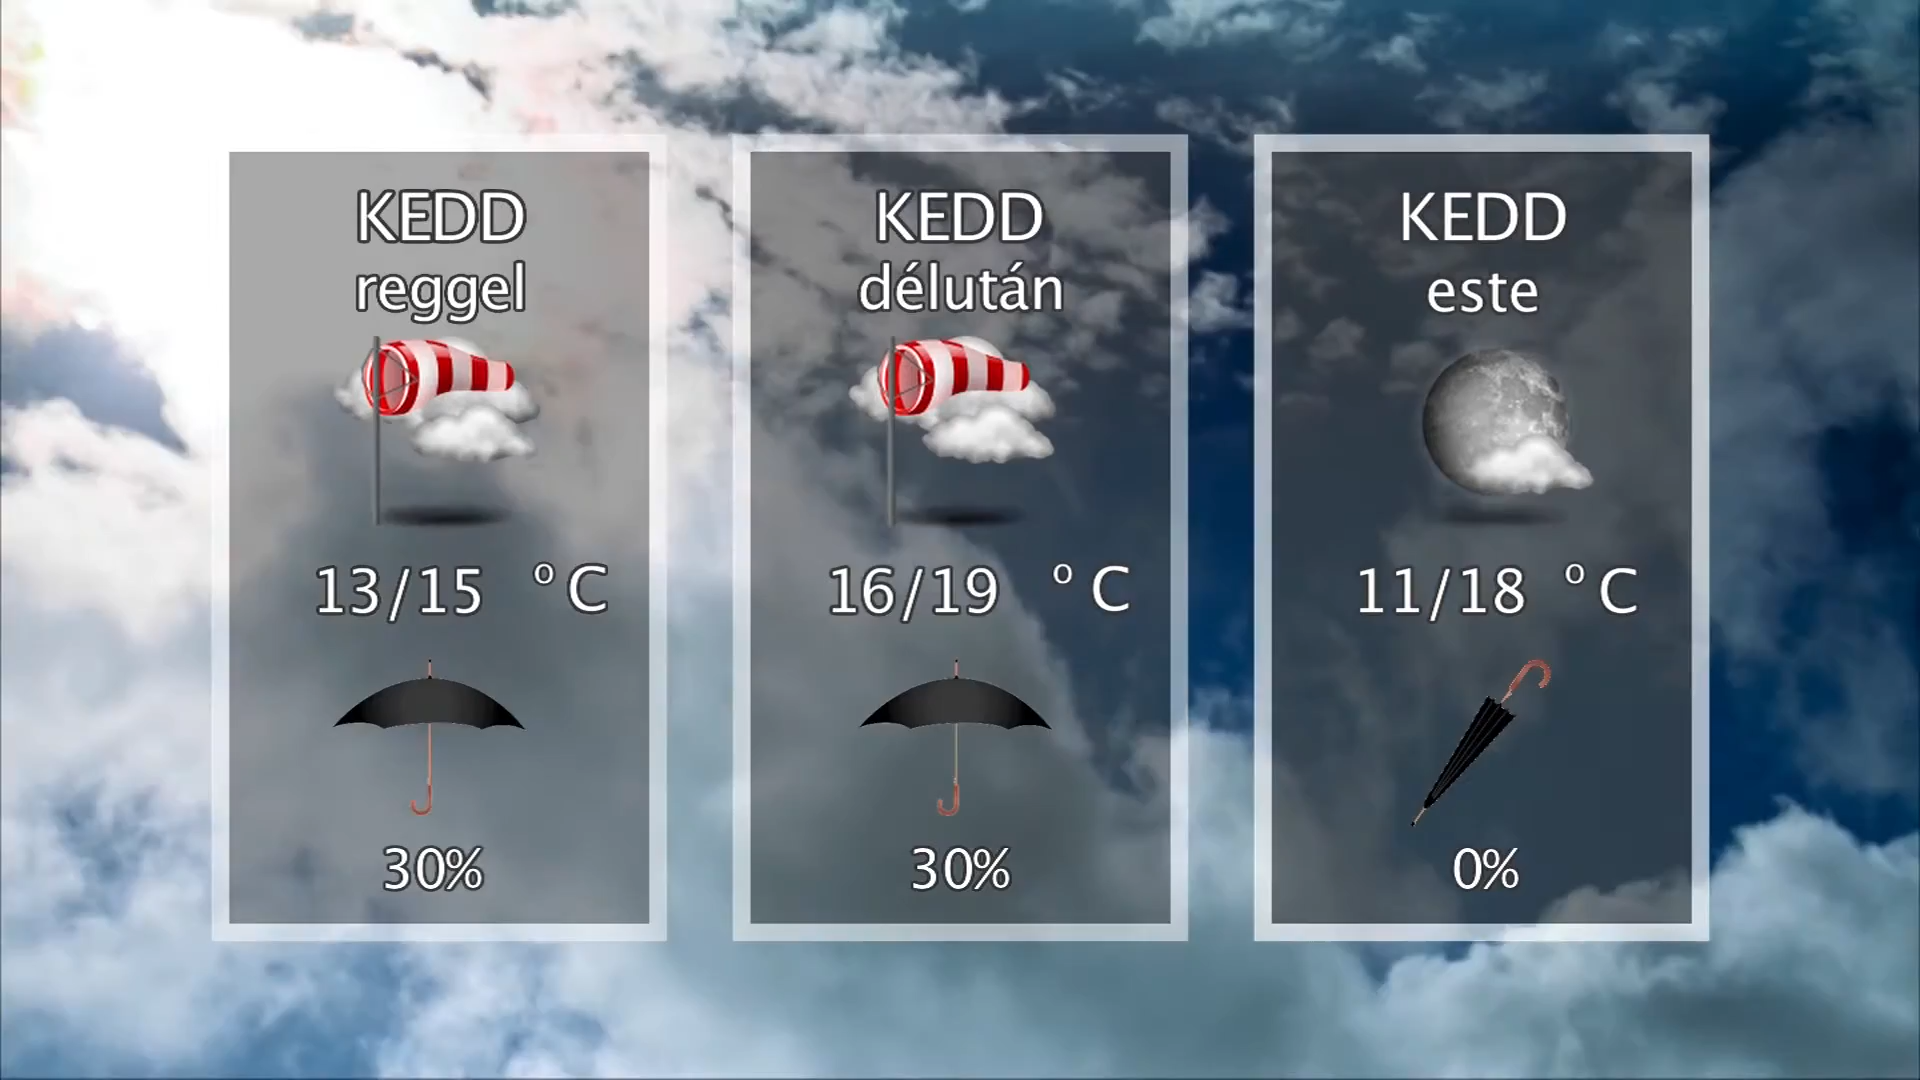 KEDD
reggel
13/15 °C
30%
KEDD
délután
16/19 °C
30%
KEDD
este
11/18 °C
0%